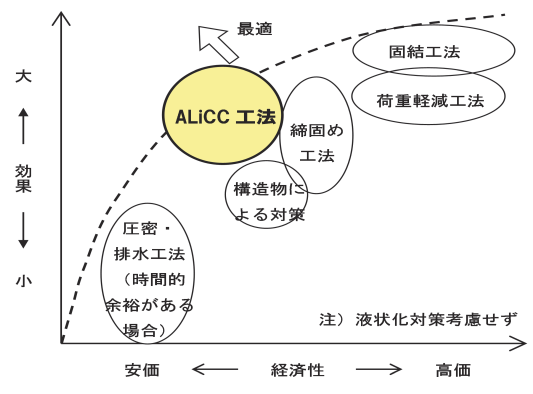 最適
固結工法
大
荷重軽減工法
ALiCC 工法
締固め
工法
効果
構造物に
よる対策
圧密・
排水工法
（時間的
余裕がある
場合）
小
注）液状化対策考慮せず
安価
経済性
高価